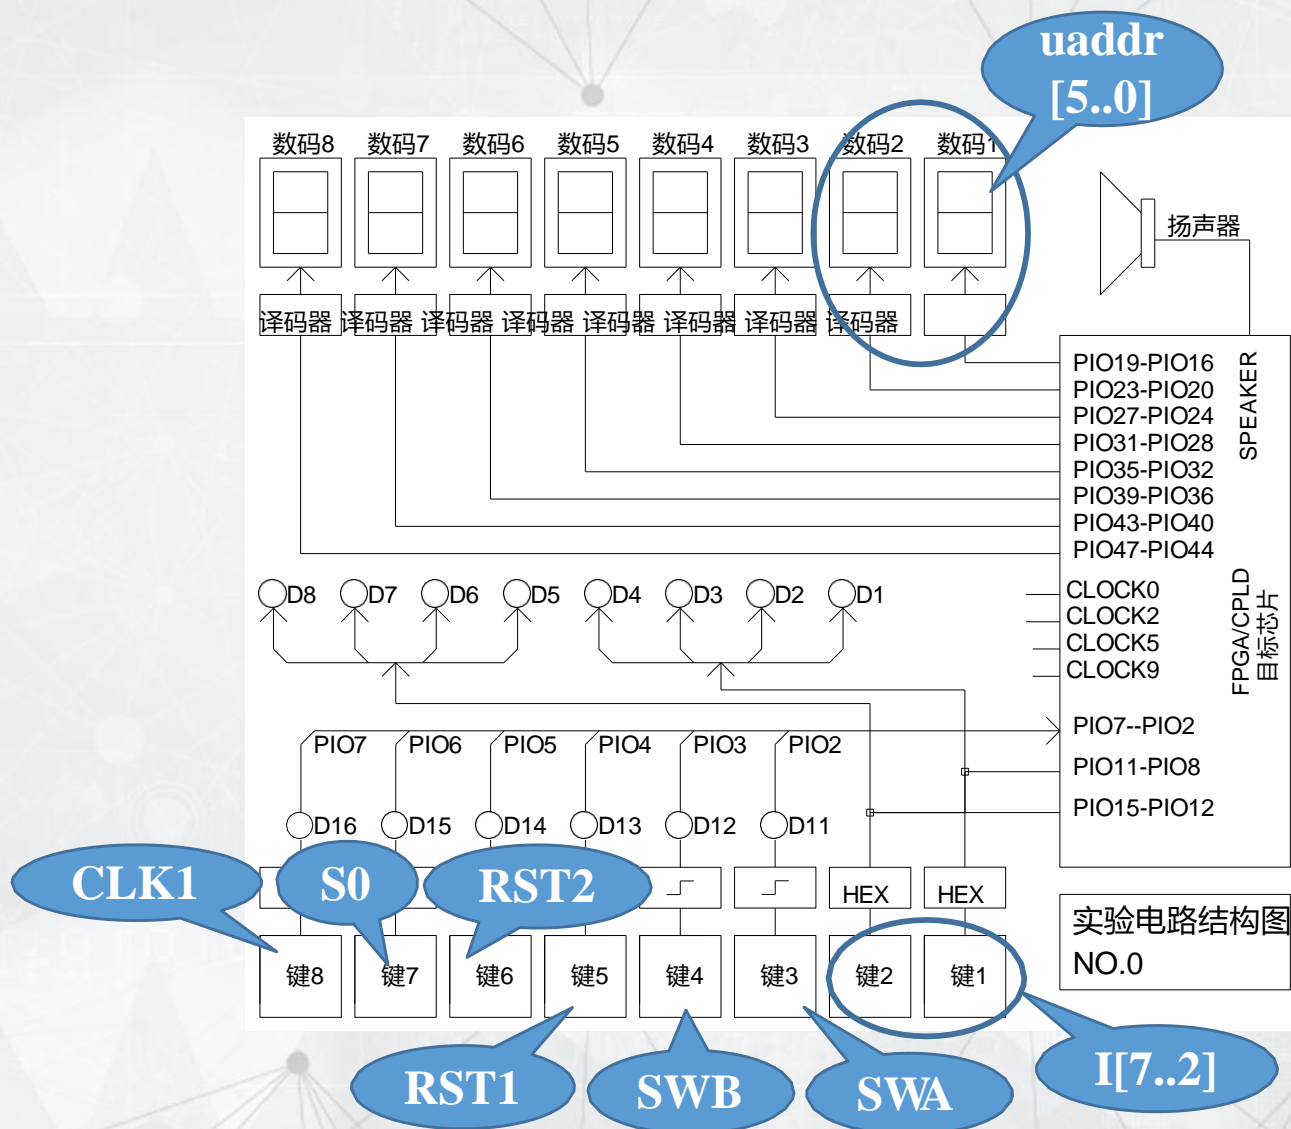 uaddr
[5..0]
数码8 数码7 数码6 数码5 数码4 数码3 数码2 数码1
扬声器
译码器 译码器 译码器 译码器 译码器 译码器 译码器 译码器
PIO19-PIO16
PIO23-PIO20
PIO27-PIO24
PIO31-PIO28
PIO35-PIO32
PIO39-PIO36
PIO43-PIO40
PIO47-PIO44
SPEAKER
D8 D7 D6 D5 D4 D3 D2 D1
CLOCK0
CLOCK2
CLOCK5
CLOCK9
FPGA/CPLD
目标芯片
PIO7 PIO6 PIO5 PIO4 PIO3 PIO2
PIO7--PIO2
PIO11-PIO8
PIO15-PIO12
D16 D15 D14 D13 D12 D11
CLK1 S0 RST2
HEX HEX
实验电路结构图
NO.0
键8 键7 键6 键5 键4 键3 键2 键1
RST1 SWB SWA I[7..2]